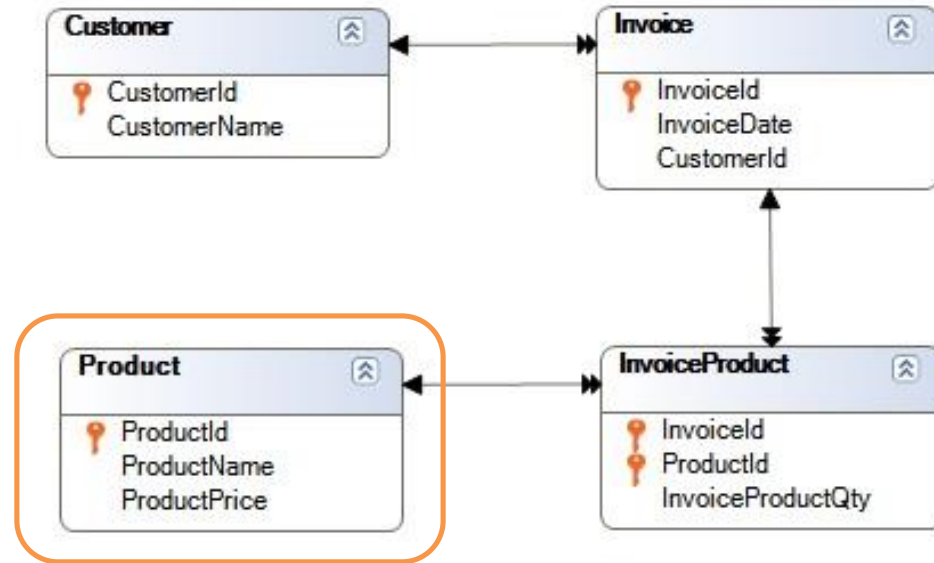 Customer
CustomerId
CustomerName
Invoice
InvoiceId
InvoiceDate
CustomerId
Product
ProductId
ProductName
ProductPrice
InvoiceProduct
InvoiceId
ProductId
InvoiceProductQty